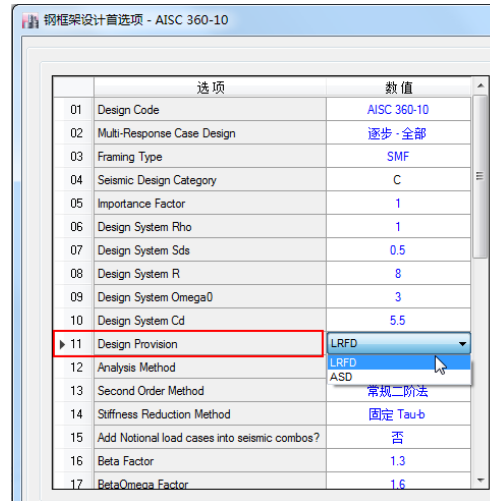 钢框架设计首选项 - AISC 360-10
选项 数值
01 Design Code AISC 360-10
02 Multi-Response Case Design 逐步 - 全部
03 Framing Type SMF
04 Seismic Design Category C
05 Importance Factor 1
06 Design System Rho 1
07 Design System Sds 0.5
08 Design System R 8
09 Design System Omega0 3
10 Design System Cd 5.5
11 Design Provision LRFD
12 Analysis Method LRFD
ASD
13 Second Order Method 常规二阶法
14 Stiffness Reduction Method 固定 Tau-b
15 Add Notional load cases into seismic combos? 否
16 Beta Factor 1.3
17 BetaOmega Factor 1.6